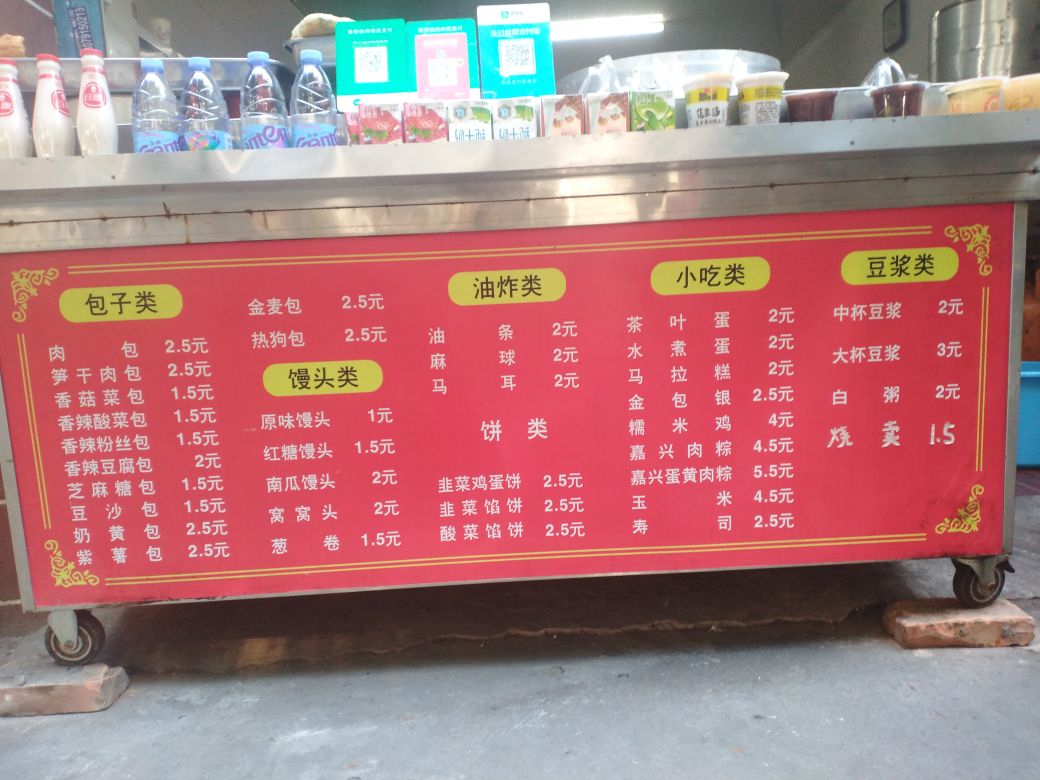 包子类
肉包 2.5元
笋干肉包 2.5元
香菇菜包 1.5元
香辣酸菜包 1.5元
香辣粉丝包 1.5元
香辣豆腐包 2元
芝麻糖包 1.5元
豆沙包 1.5元
奶黄包 2.5元
紫薯包 2.5元
金麦包 2.5元
热狗包 2.5元
馒头类
原味馒头 1元
红糖馒头 1.5元
南瓜馒头 2元
窝窝头 2元
葱卷 1.5元
油炸类
油条 2元
麻球 2元
马耳 2元
饼类
韭菜鸡蛋饼 2.5元
韭菜馅饼 2.5元
酸菜馅饼 2.5元
小吃类
茶叶蛋 2元
水煮蛋 2元
马拉糕 2元
金包银 2.5元
糯米鸡 4元
嘉兴肉粽 4.5元
嘉兴蛋黄肉粽 5.5元
玉米 4.5元
寿司 2.5元
豆浆类
中杯豆浆 2元
大杯豆浆 3元
白粥 2元
烧卖 1.5